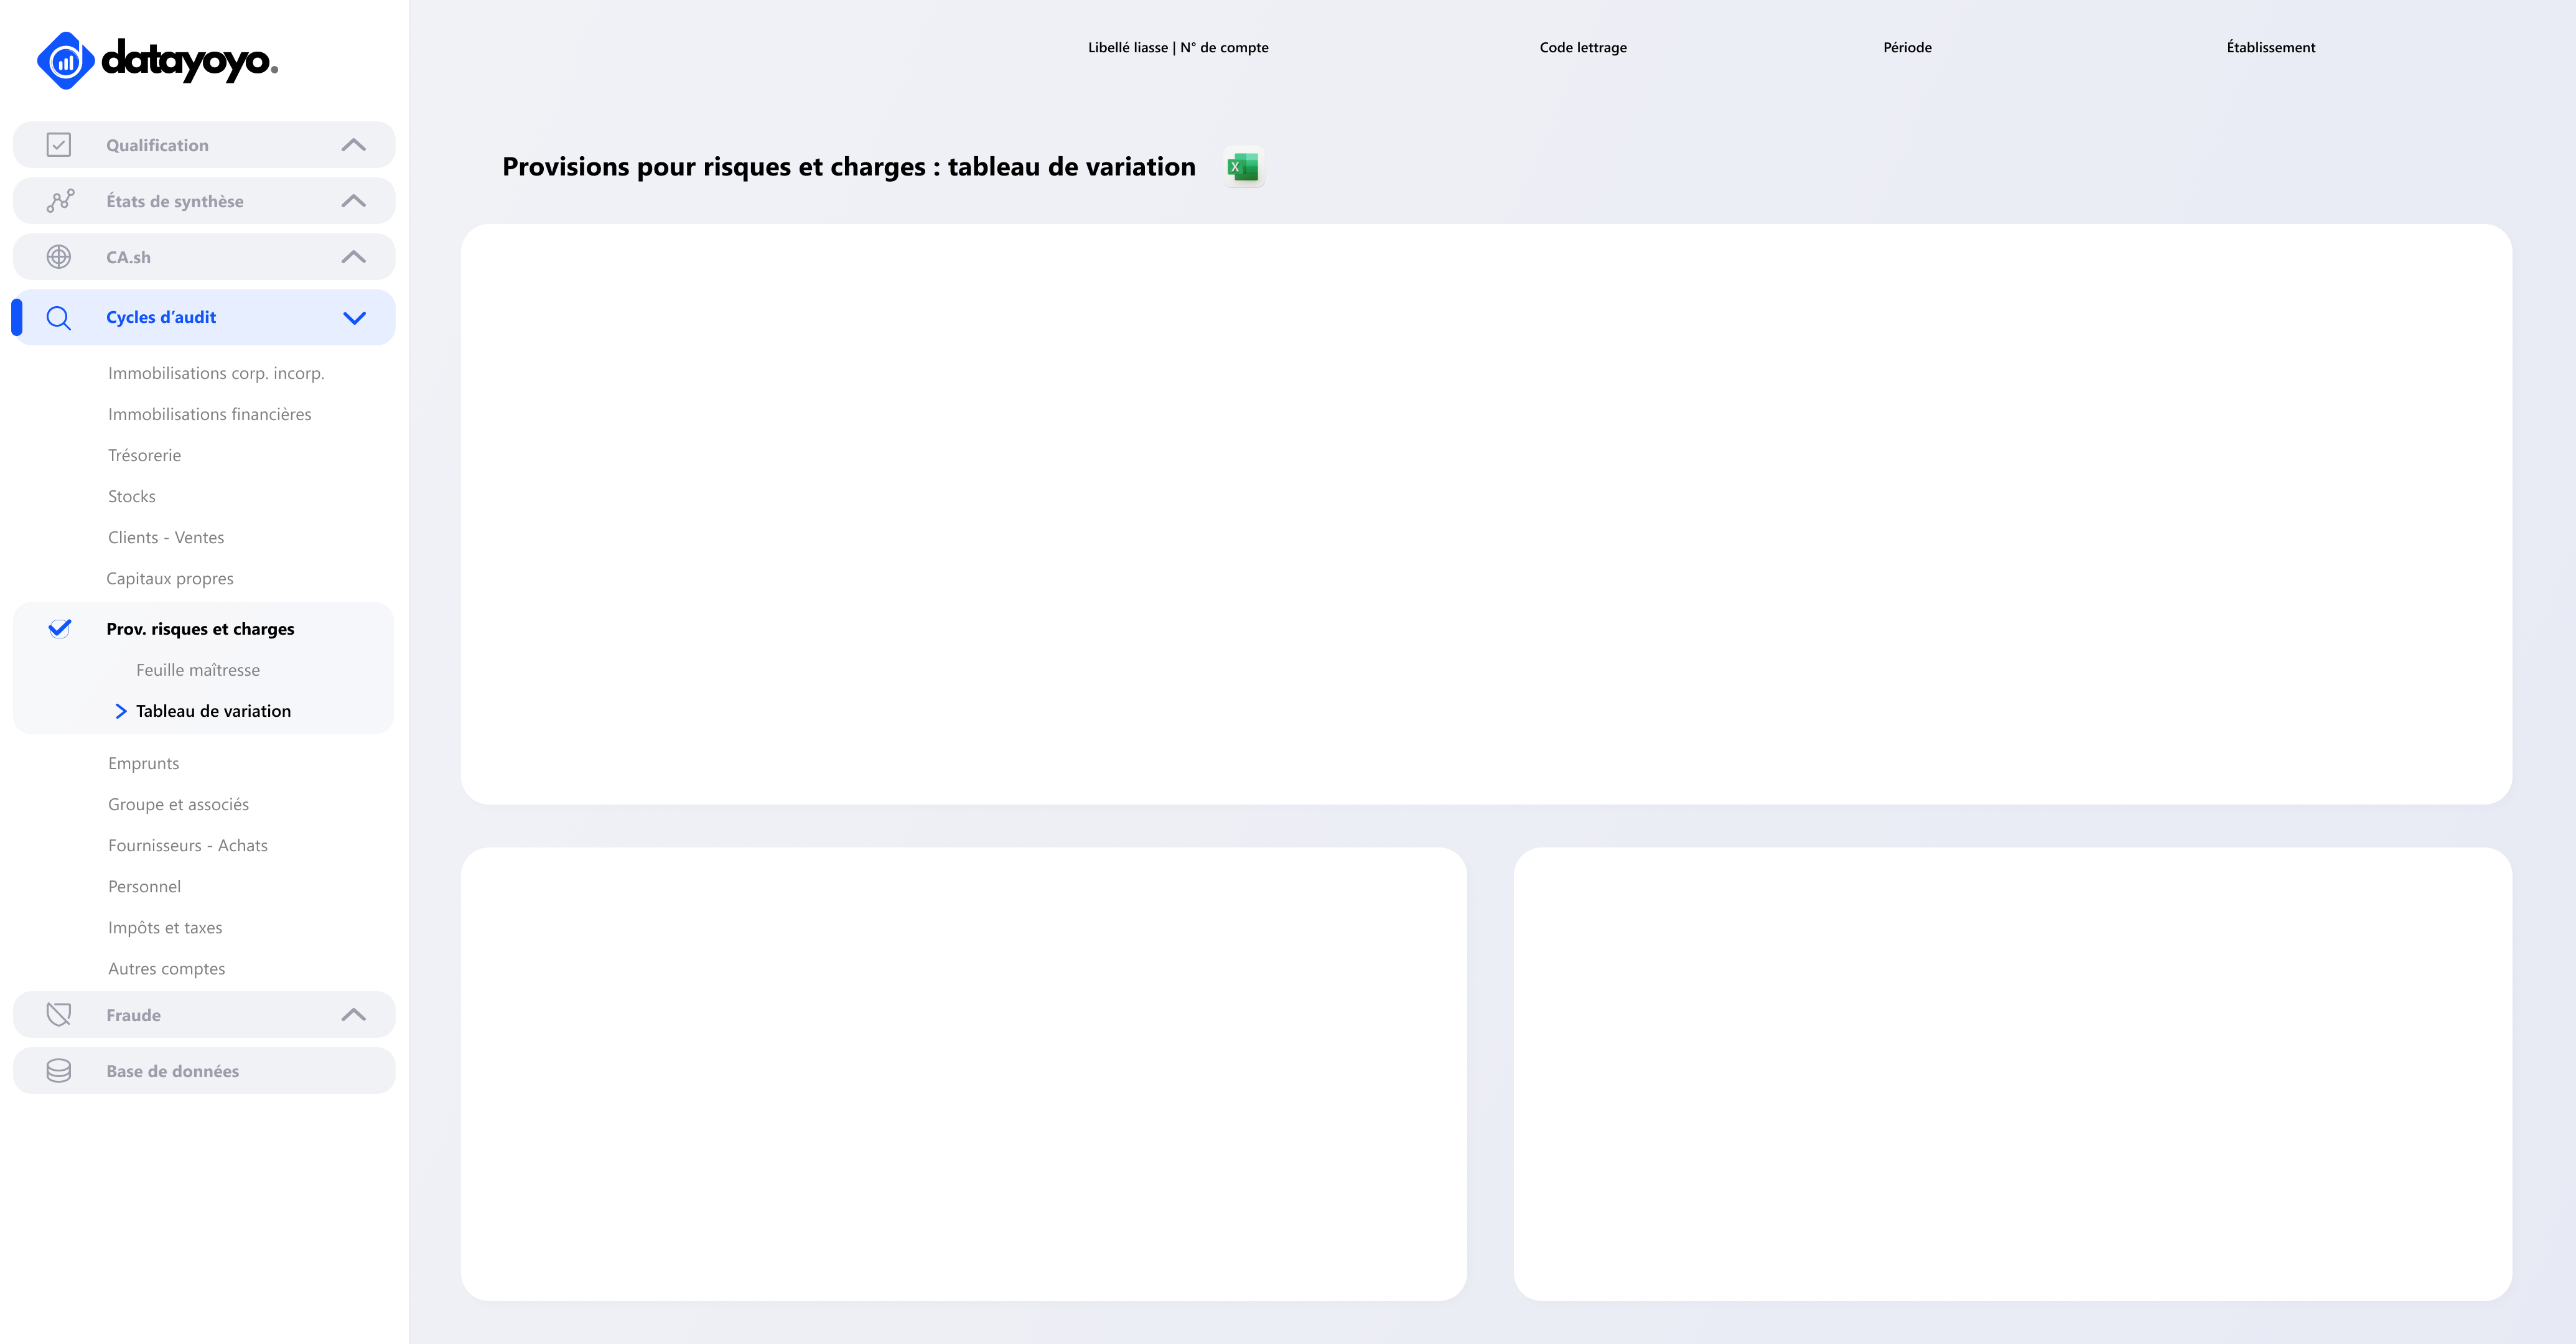 datayoyo.
Qualification
États de synthèse
CA.sh
Cycles d’audit
Immobilisations corp. incorp.
Immobilisations financières
Trésorerie
Stocks
Clients - Ventes
Capitaux propres
Prov. risques et charges
Feuille maîtresse
Tableau de variation
Emprunts
Groupe et associés
Fournisseurs - Achats
Personnel
Impôts et taxes
Autres comptes
Fraude
Base de données
Libellé liasse | N° de compte
Code lettrage
Période
Établissement
Provisions pour risques et charges : tableau de variation
X